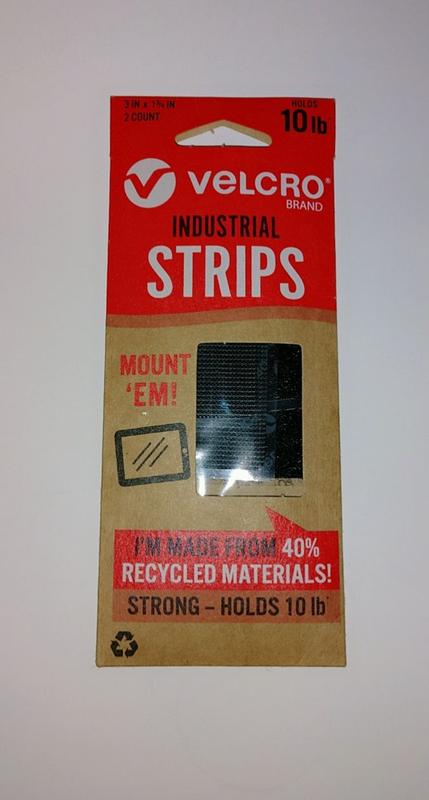 3 IN x 1¾ IN
2 COUNT
HOLDS
10 lb*
VELCRO®
BRAND
INDUSTRIAL
STRIPS
MOUNT
'EM!
I'M MADE FROM 40%
RECYCLED MATERIALS!
STRONG – HOLDS 10 lb*